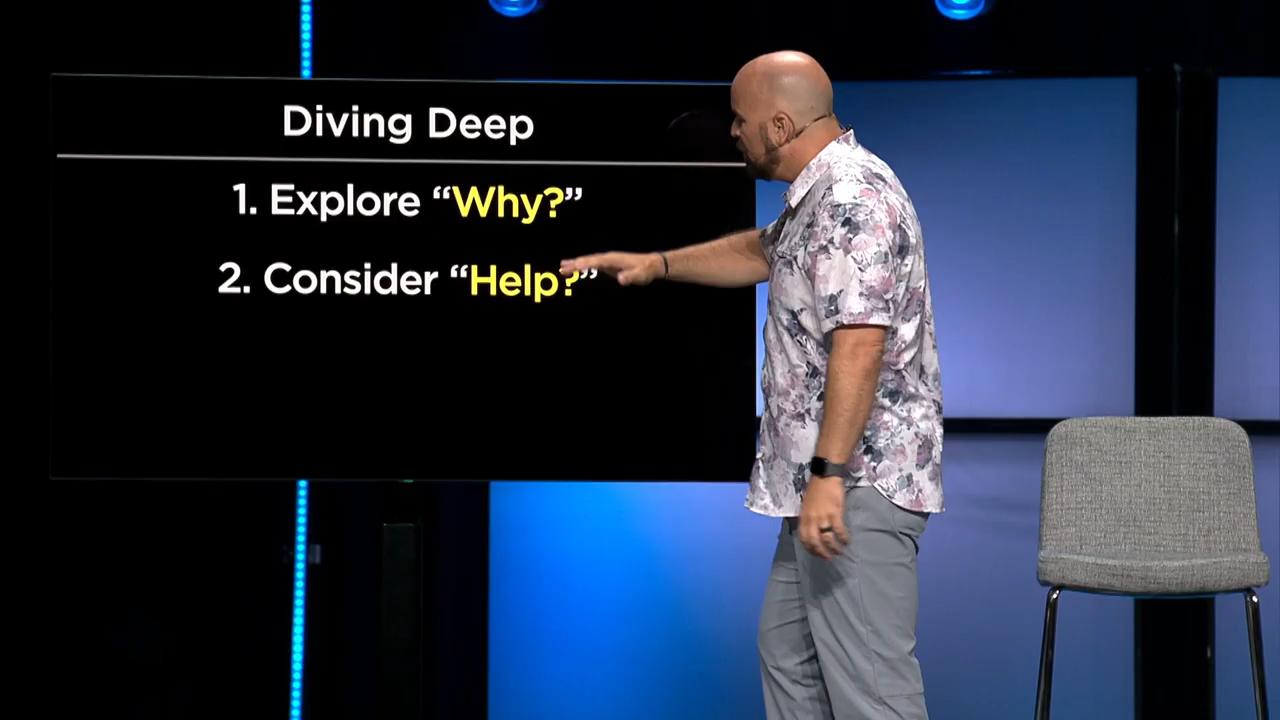 Diving Deep
1. Explore “Why?”
2. Consider “Help?”